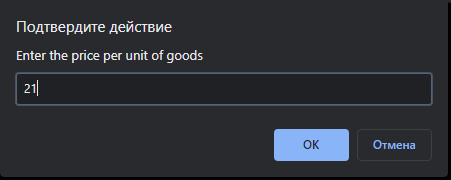 Подтвердите действие
Enter the price per unit of goods
21
OK
Отмена